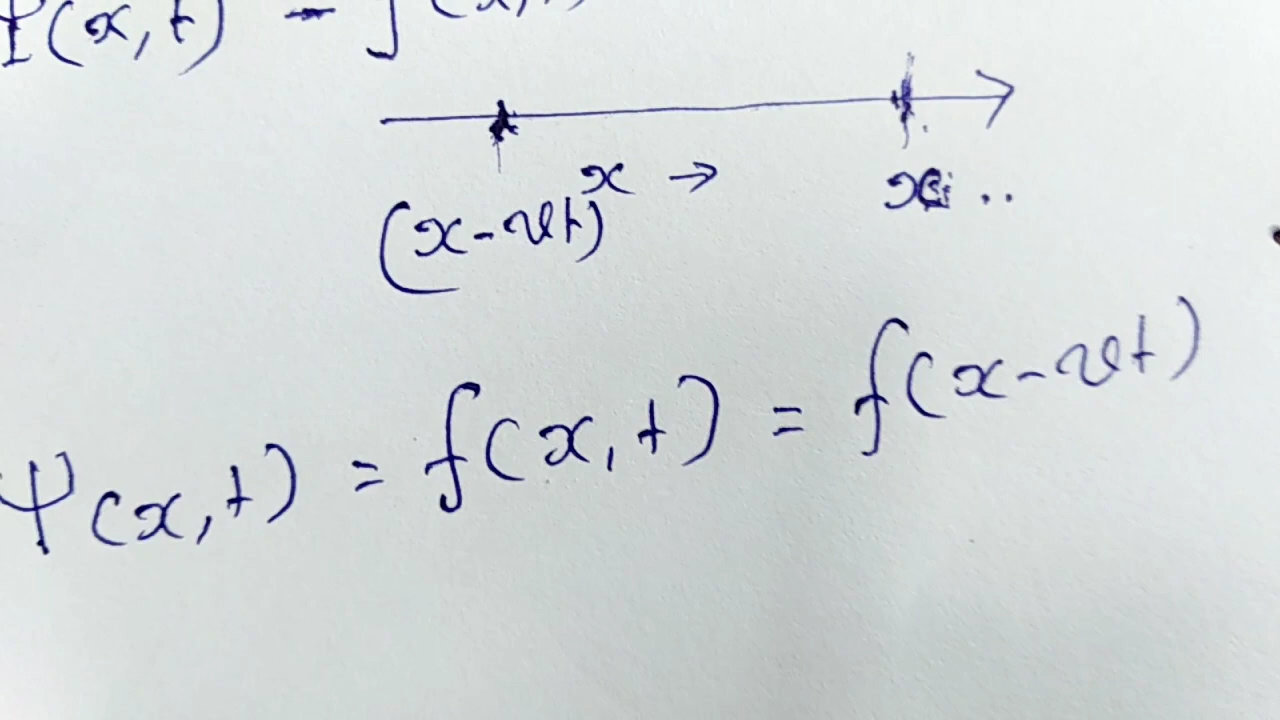 Ψ(x,t) = f(x,t)
x →
(x-vt)
x
Ψ(x,t) = f(x,t) = f(x-vt)